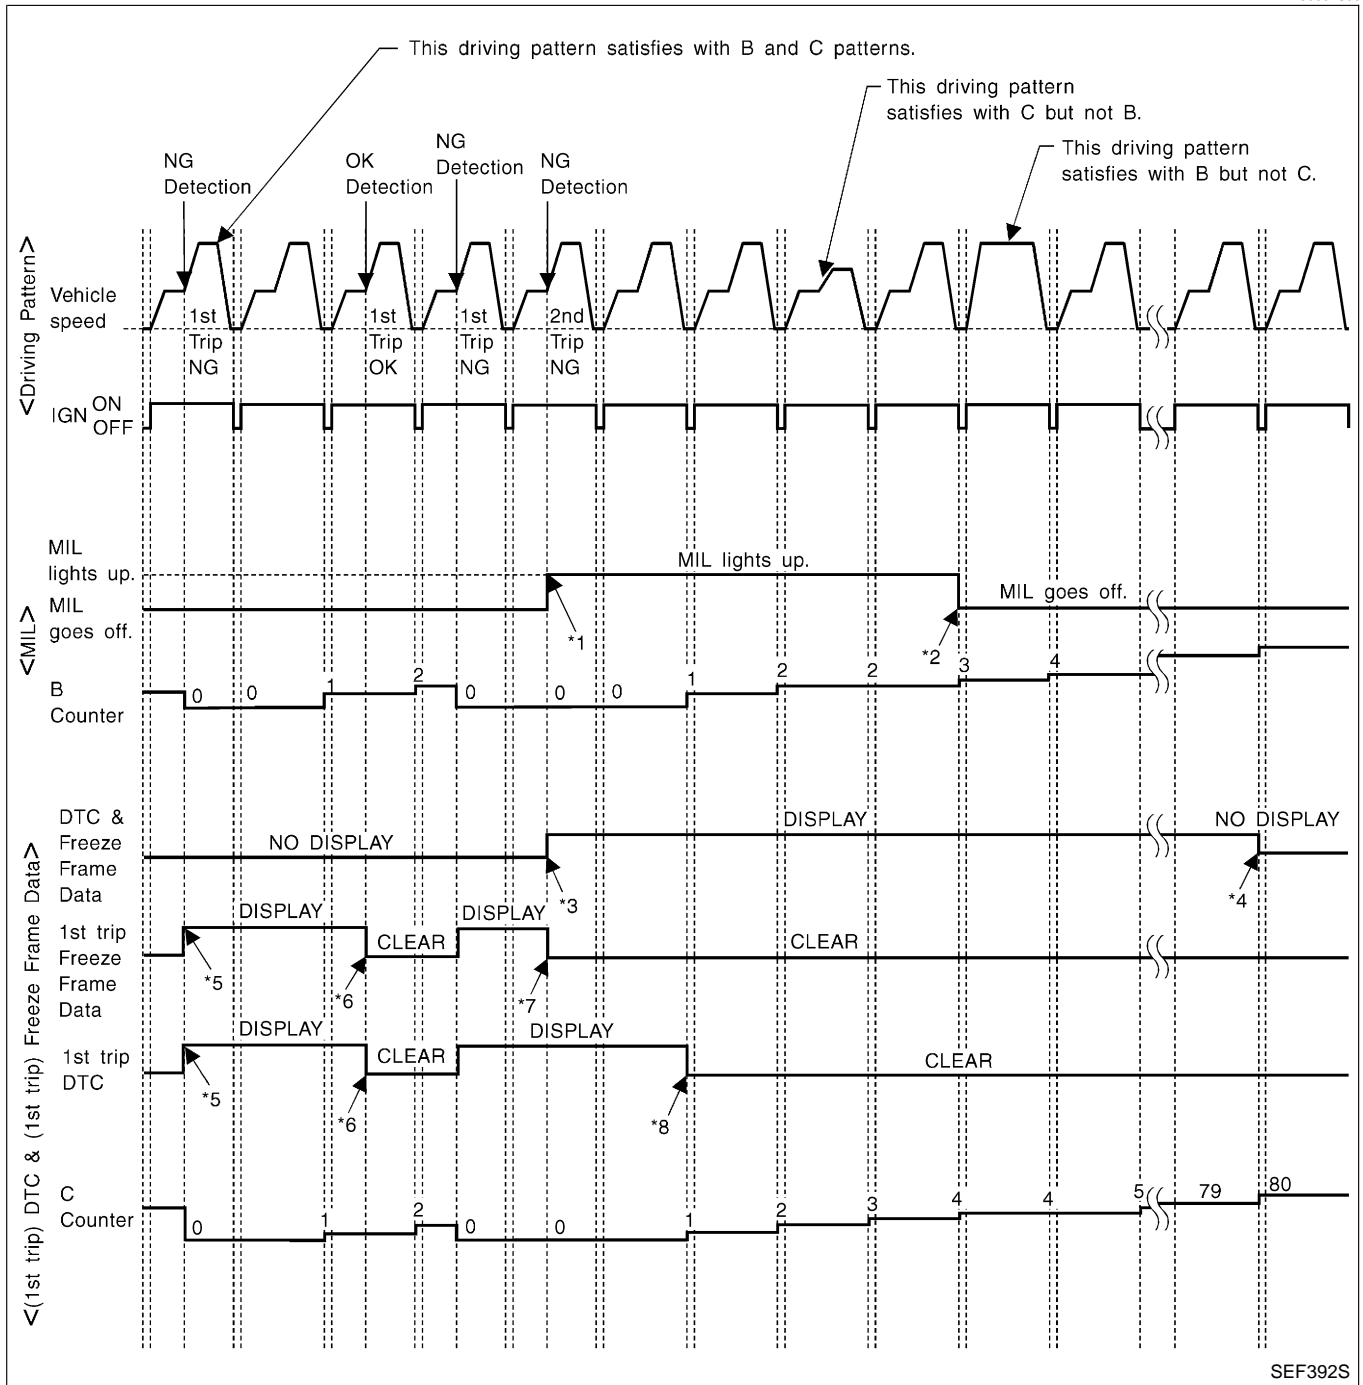 This driving pattern satisfies with B and C patterns.
This driving pattern
satisfies with C but not B.
This driving pattern
satisfies with B but not C.
NG
Detection
OK
Detection
NG
Detection
NG
Detection
<Driving Pattern>
Vehicle
speed
1st
Trip
NG
1st
Trip
OK
1st
Trip
NG
2nd
Trip
NG
IGN ON
OFF
<MIL>
MIL
lights up.
MIL
goes off.
MIL lights up.
MIL goes off.
*1
*2
B
Counter
0 0 1 2 0 0 0 1 2 2 3 4
<(1st trip) DTC & (1st trip) Freeze Frame Data>
DTC &
Freeze
Frame
Data
NO DISPLAY
DISPLAY
NO DISPLAY
*3
*4
1st trip
Freeze
Frame
Data
DISPLAY
CLEAR
DISPLAY
CLEAR
*5
*6
*7
1st trip
DTC
DISPLAY
CLEAR
DISPLAY
CLEAR
*5
*6
*8
C
Counter
0 1 2 0 0 1 2 3 4 4 5 79 80
SEF392S